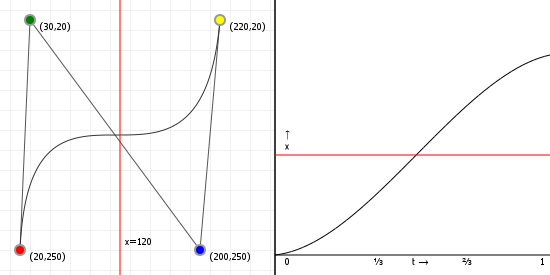 (30,20)
(220,20)
x=120
(20,250)
(200,250)
↑
x
0 ⅓ t → ⅔ 1